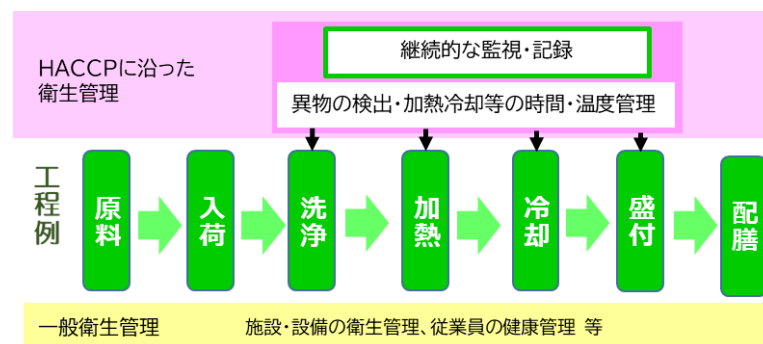 HACCPに沿った
衛生管理
継続的な監視・記録
異物の検出・加熱冷却等の時間・温度管理
工程例
原料
入荷
洗浄
加熱
冷却
盛付
配膳
一般衛生管理
施設・設備の衛生管理、従業員の健康管理 等